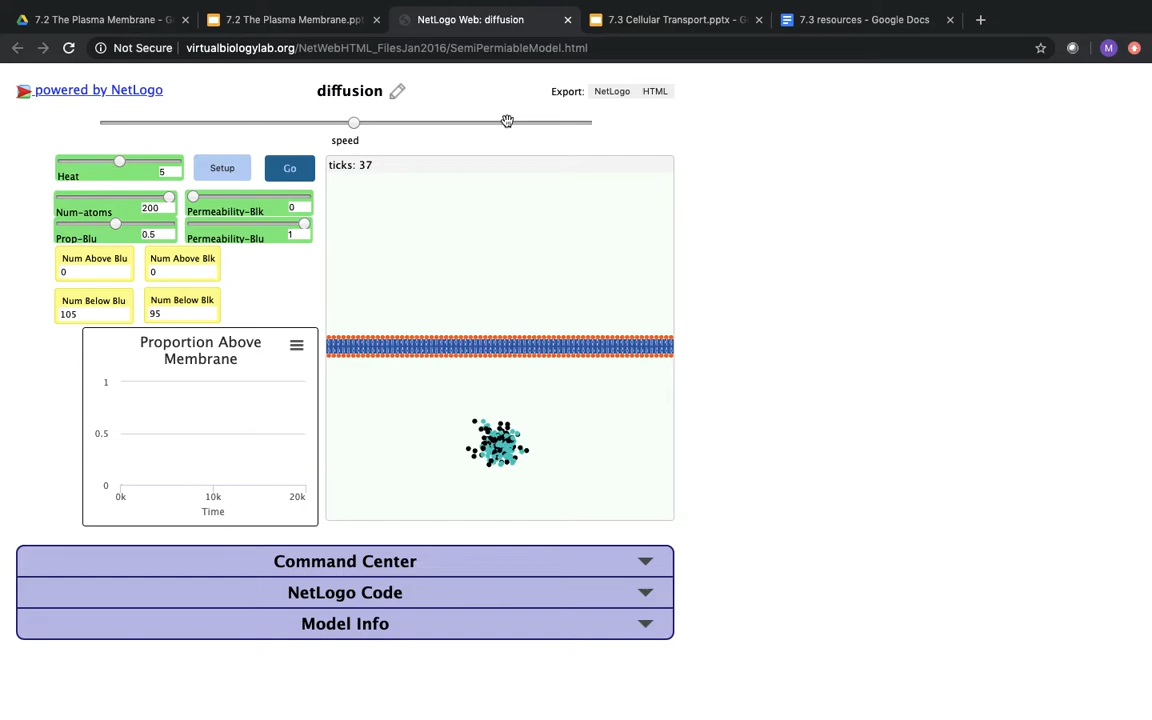 7.2 The Plasma Membrane - G
7.2 The Plasma Membrane.ppt
NetLogo Web: diffusion
7.3 Cellular Transport.pptx - G
7.3 resources - Google Docs
Not Secure | virtualbiologylab.org/NetWebHTML_FilesJan2016/SemiPermiableModel.html
M
powered by NetLogo
diffusion
Export: NetLogo HTML
speed
Heat 5
Setup
Go
ticks: 37
Num-atoms 200
Permeability-Blk 0
Prop-Blu 0.5
Permeability-Blu 1
Num Above Blu
0
Num Above Blk
0
Num Below Blu
105
Num Below Blk
95
Proportion Above
Membrane
1
0.5
0
0k 10k 20k
Time
Command Center
NetLogo Code
Model Info